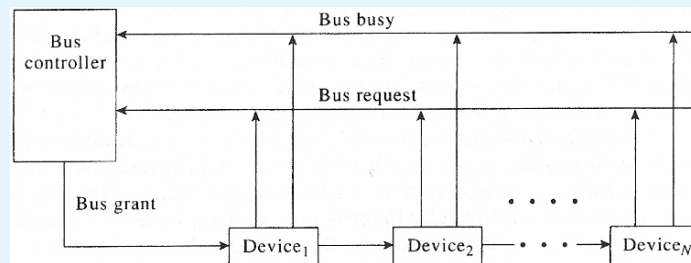 Bus busy
Bus controller
Bus request
Bus grant
Device1
Device2
DeviceN